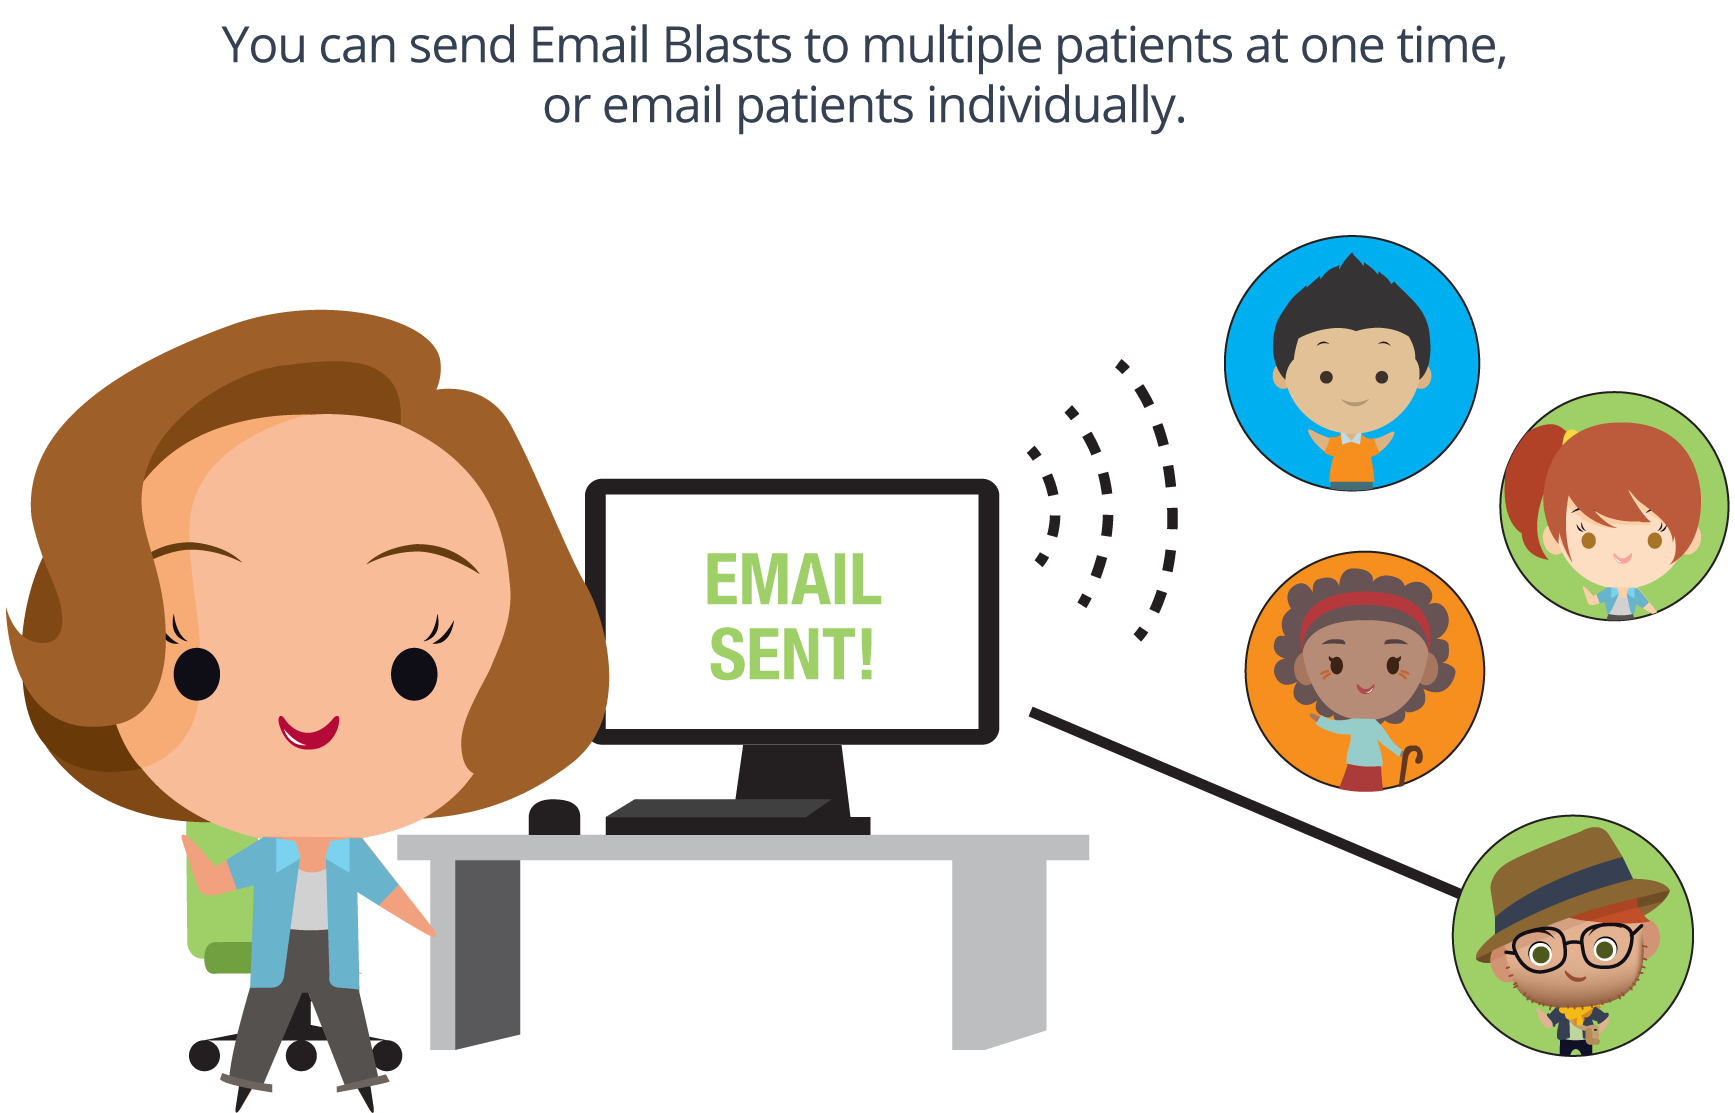 You can send Email Blasts to multiple patients at one time,
or email patients individually.
EMAIL
SENT!